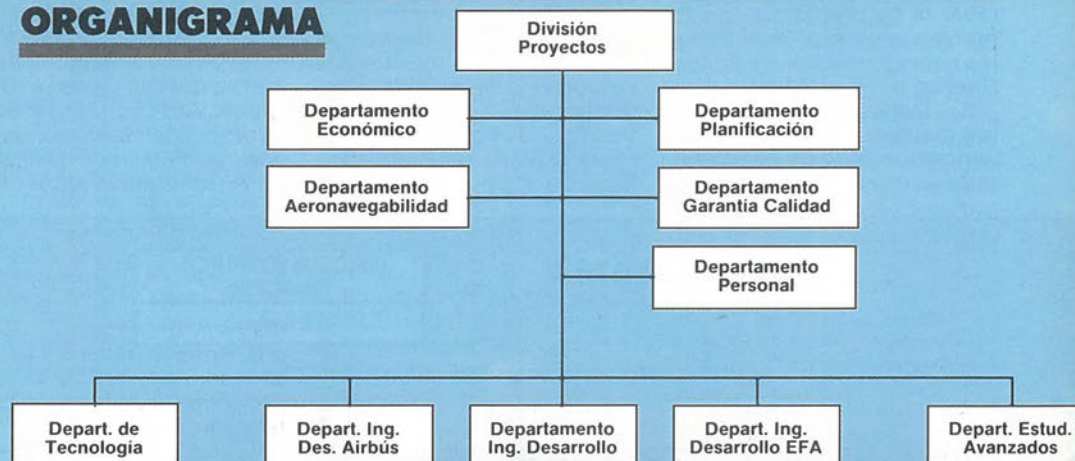 ORGANIGRAMA
División
Proyectos
Departamento
Económico
Departamento
Planificación
Departamento
Aeronavegabilidad
Departamento
Garantía Calidad
Departamento
Personal
Depart. de
Tecnología
Depart. Ing.
Des. Airbús
Departamento
Ing. Desarrollo
Depart. Ing.
Desarrollo EFA
Depart. Estud.
Avanzados